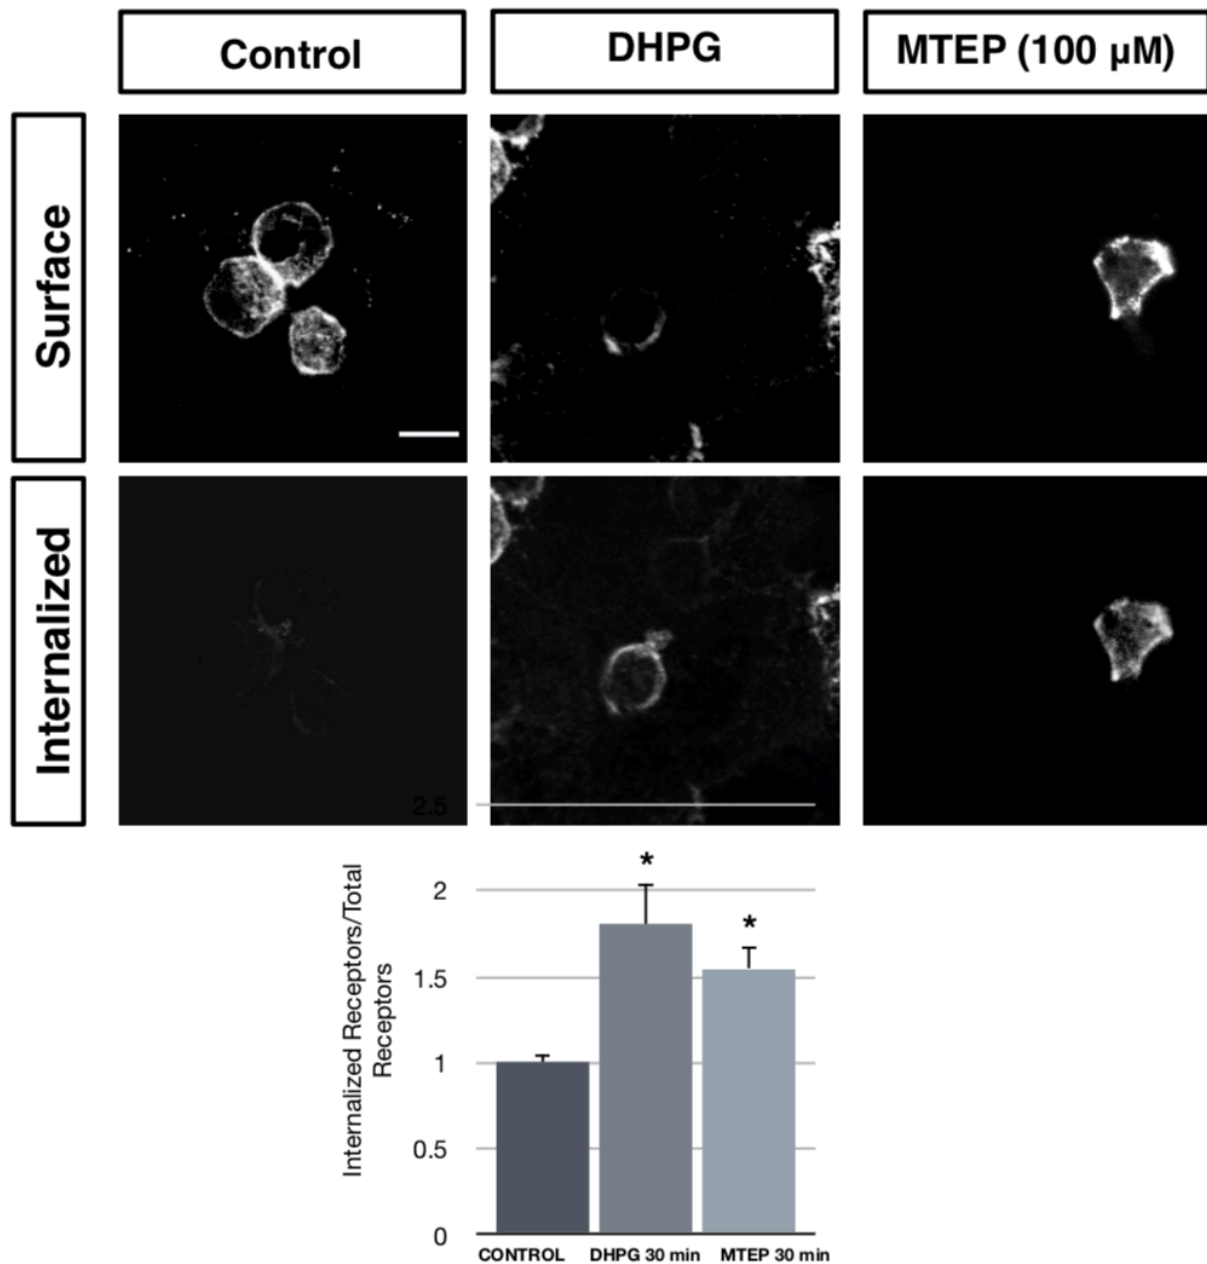 Control
DHPG
MTEP (100 µM)
Surface
Internalized
2.5
*
*
2
1.5
1
0.5
0
Internalized Receptors/Total
Receptors
CONTROL
DHPG 30 min
MTEP 30 min